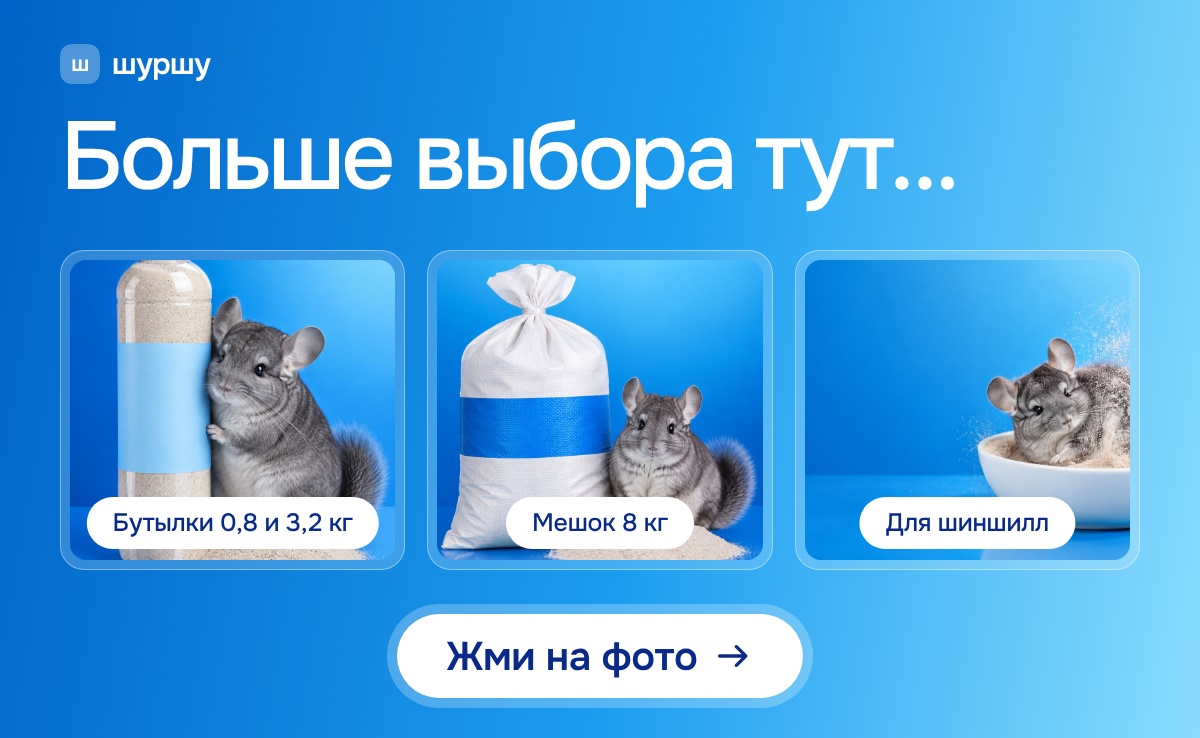 ш шуршу
Больше выбора тут...
Бутылки 0,8 и 3,2 кг
Мешок 8 кг
Для шиншилл
Жми на фото →